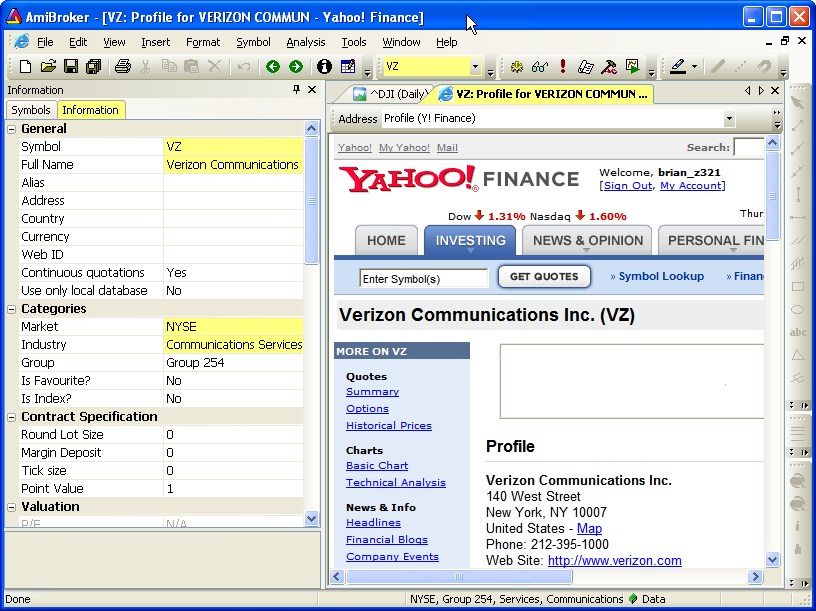 AmiBroker - [VZ: Profile for VERIZON COMMUN - Yahoo! Finance]
File Edit View Insert Format Symbol Analysis Tools Window Help
VZ
Information
Symbols Information
General
Symbol VZ
Full Name Verizon Communications
Alias
Address
Country
Currency
Web ID
Continuous quotations Yes
Use only local database No
Categories
Market NYSE
Industry Communications Services
Group Group 254
Is Favourite? No
Is Index? No
Contract Specification
Round Lot Size 0
Margin Deposit 0
Tick size 0
Point Value 1
Valuation
P/E N/A
^DJI (Daily) VZ: Profile for VERIZON COMMUN ...
Address Profile (Y! Finance)
Yahoo! My Yahoo! Mail Search:
YAHOO! FINANCE
Welcome, brian_z321
[Sign Out, My Account]
Dow 1.31% Nasdaq 1.60% Thur
HOME INVESTING NEWS & OPINION PERSONAL FIN
Enter Symbol(s) GET QUOTES » Symbol Lookup » Finan
Verizon Communications Inc. (VZ)
MORE ON VZ
Quotes
Summary
Options
Historical Prices
Charts
Basic Chart
Technical Analysis
News & Info
Headlines
Financial Blogs
Company Events
Profile
Verizon Communications Inc.
140 West Street
New York, NY 10007
United States - Map
Phone: 212-395-1000
Web Site: http://www.verizon.com
abc
Done NYSE, Group 254, Services, Communications Data